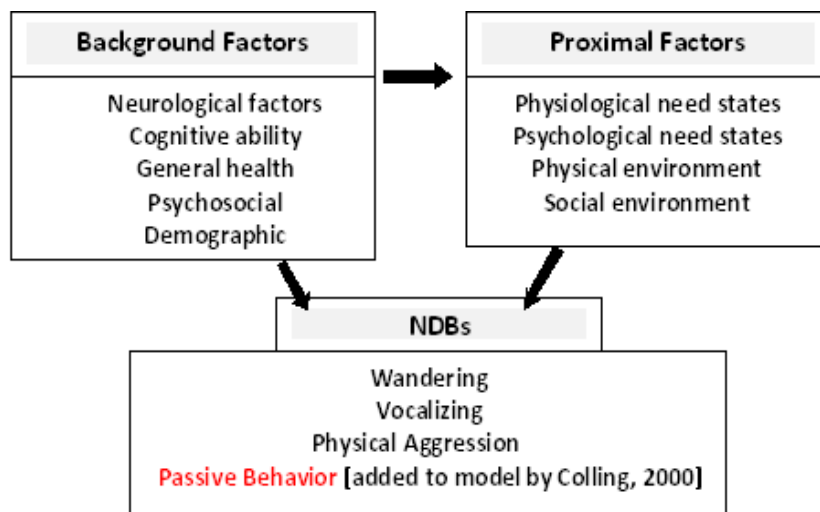 Background Factors
Neurological factors
Cognitive ability
General health
Psychosocial
Demographic
Proximal Factors
Physiological need states
Psychological need states
Physical environment
Social environment
NDBs
Wandering
Vocalizing
Physical Aggression
Passive Behavior [added to model by Colling, 2000]